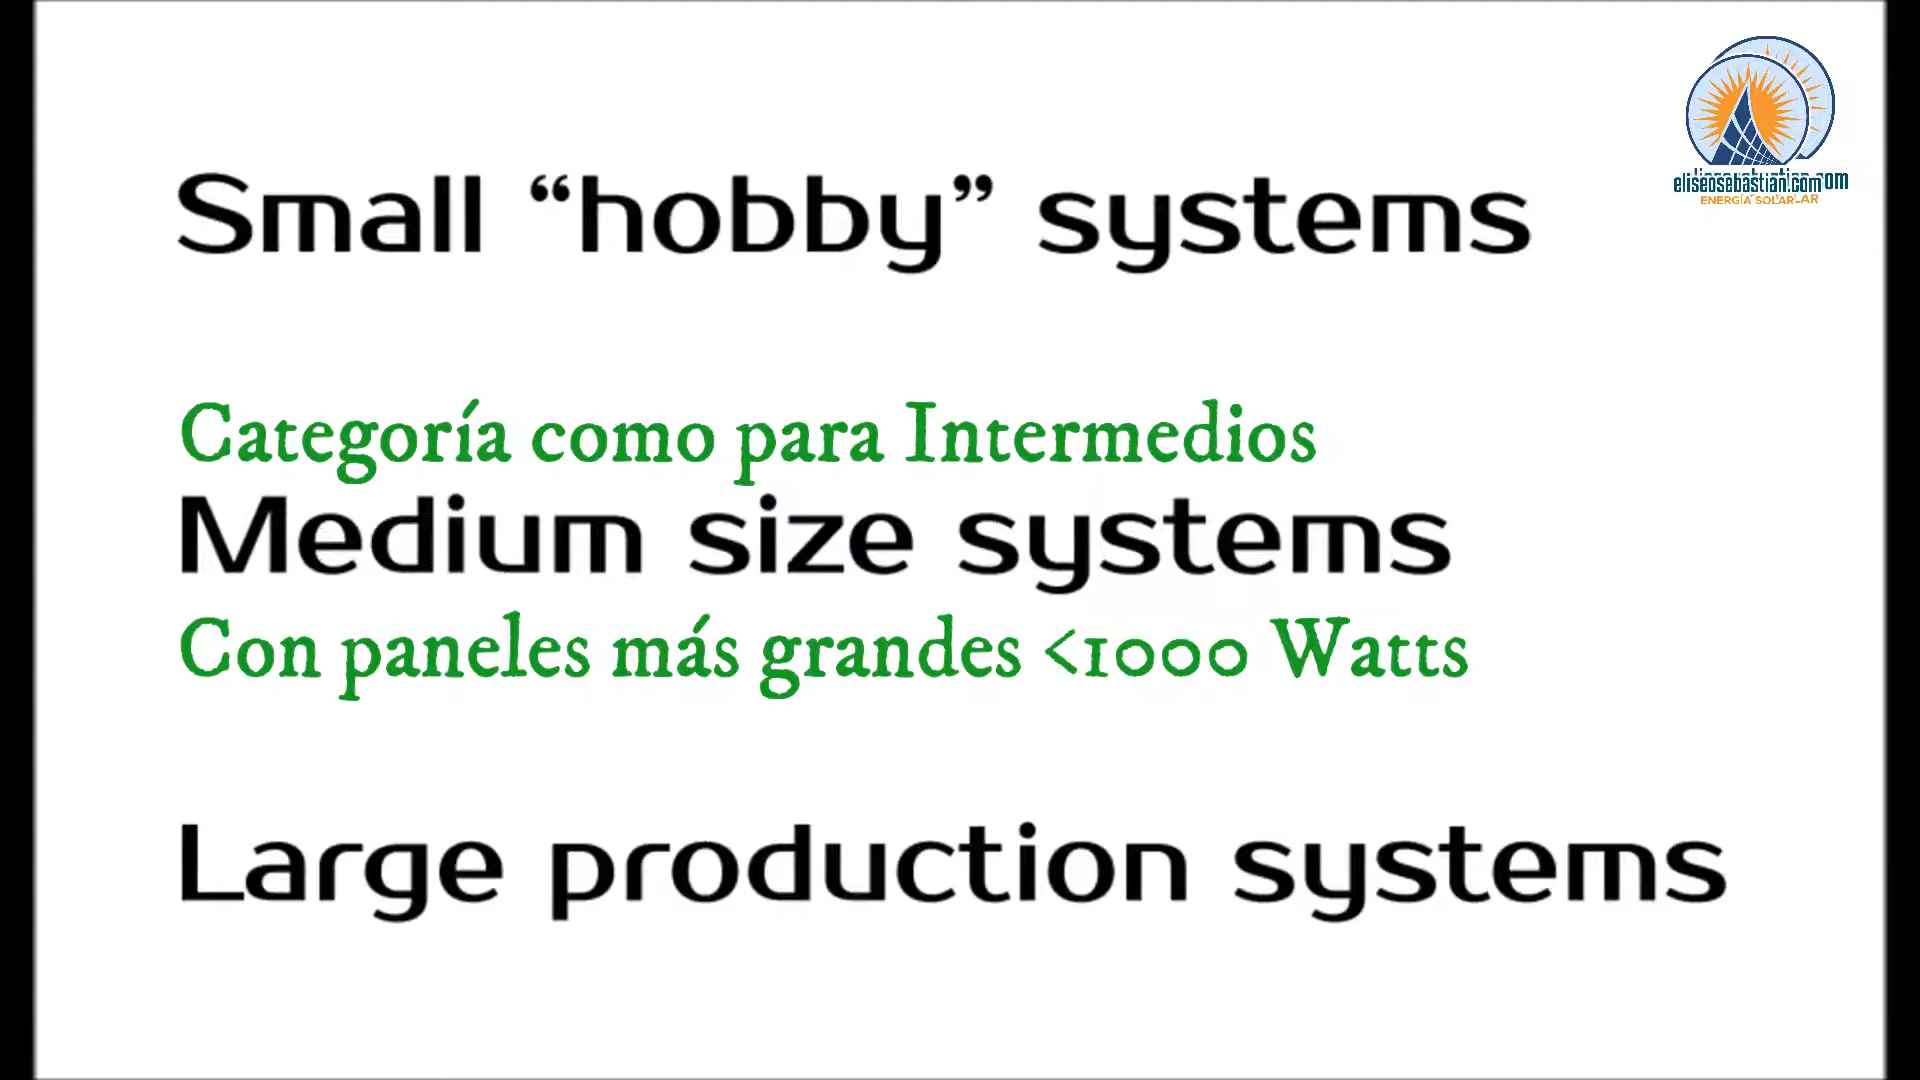 Small “hobby” systems
Categoría como para Intermedios
Medium size systems
Con paneles más grandes <1000 Watts
Large production systems
eliseosebastian.com
ENERGÍA SOLAR